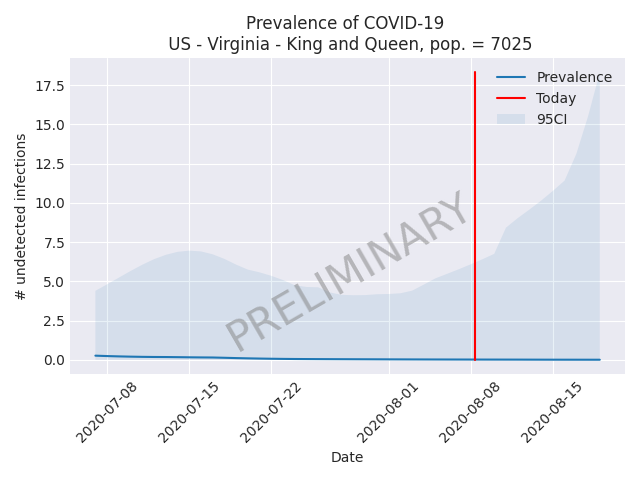 Prevalence of COVID-19
US - Virginia - King and Queen, pop. = 7025
Prevalence
Today
95CI
# undetected infections
17.5
15.0
12.5
10.0
7.5
5.0
2.5
0.0
PRELIMINARY
2020-07-08
2020-07-15
2020-07-22
2020-08-01
2020-08-08
2020-08-15
Date